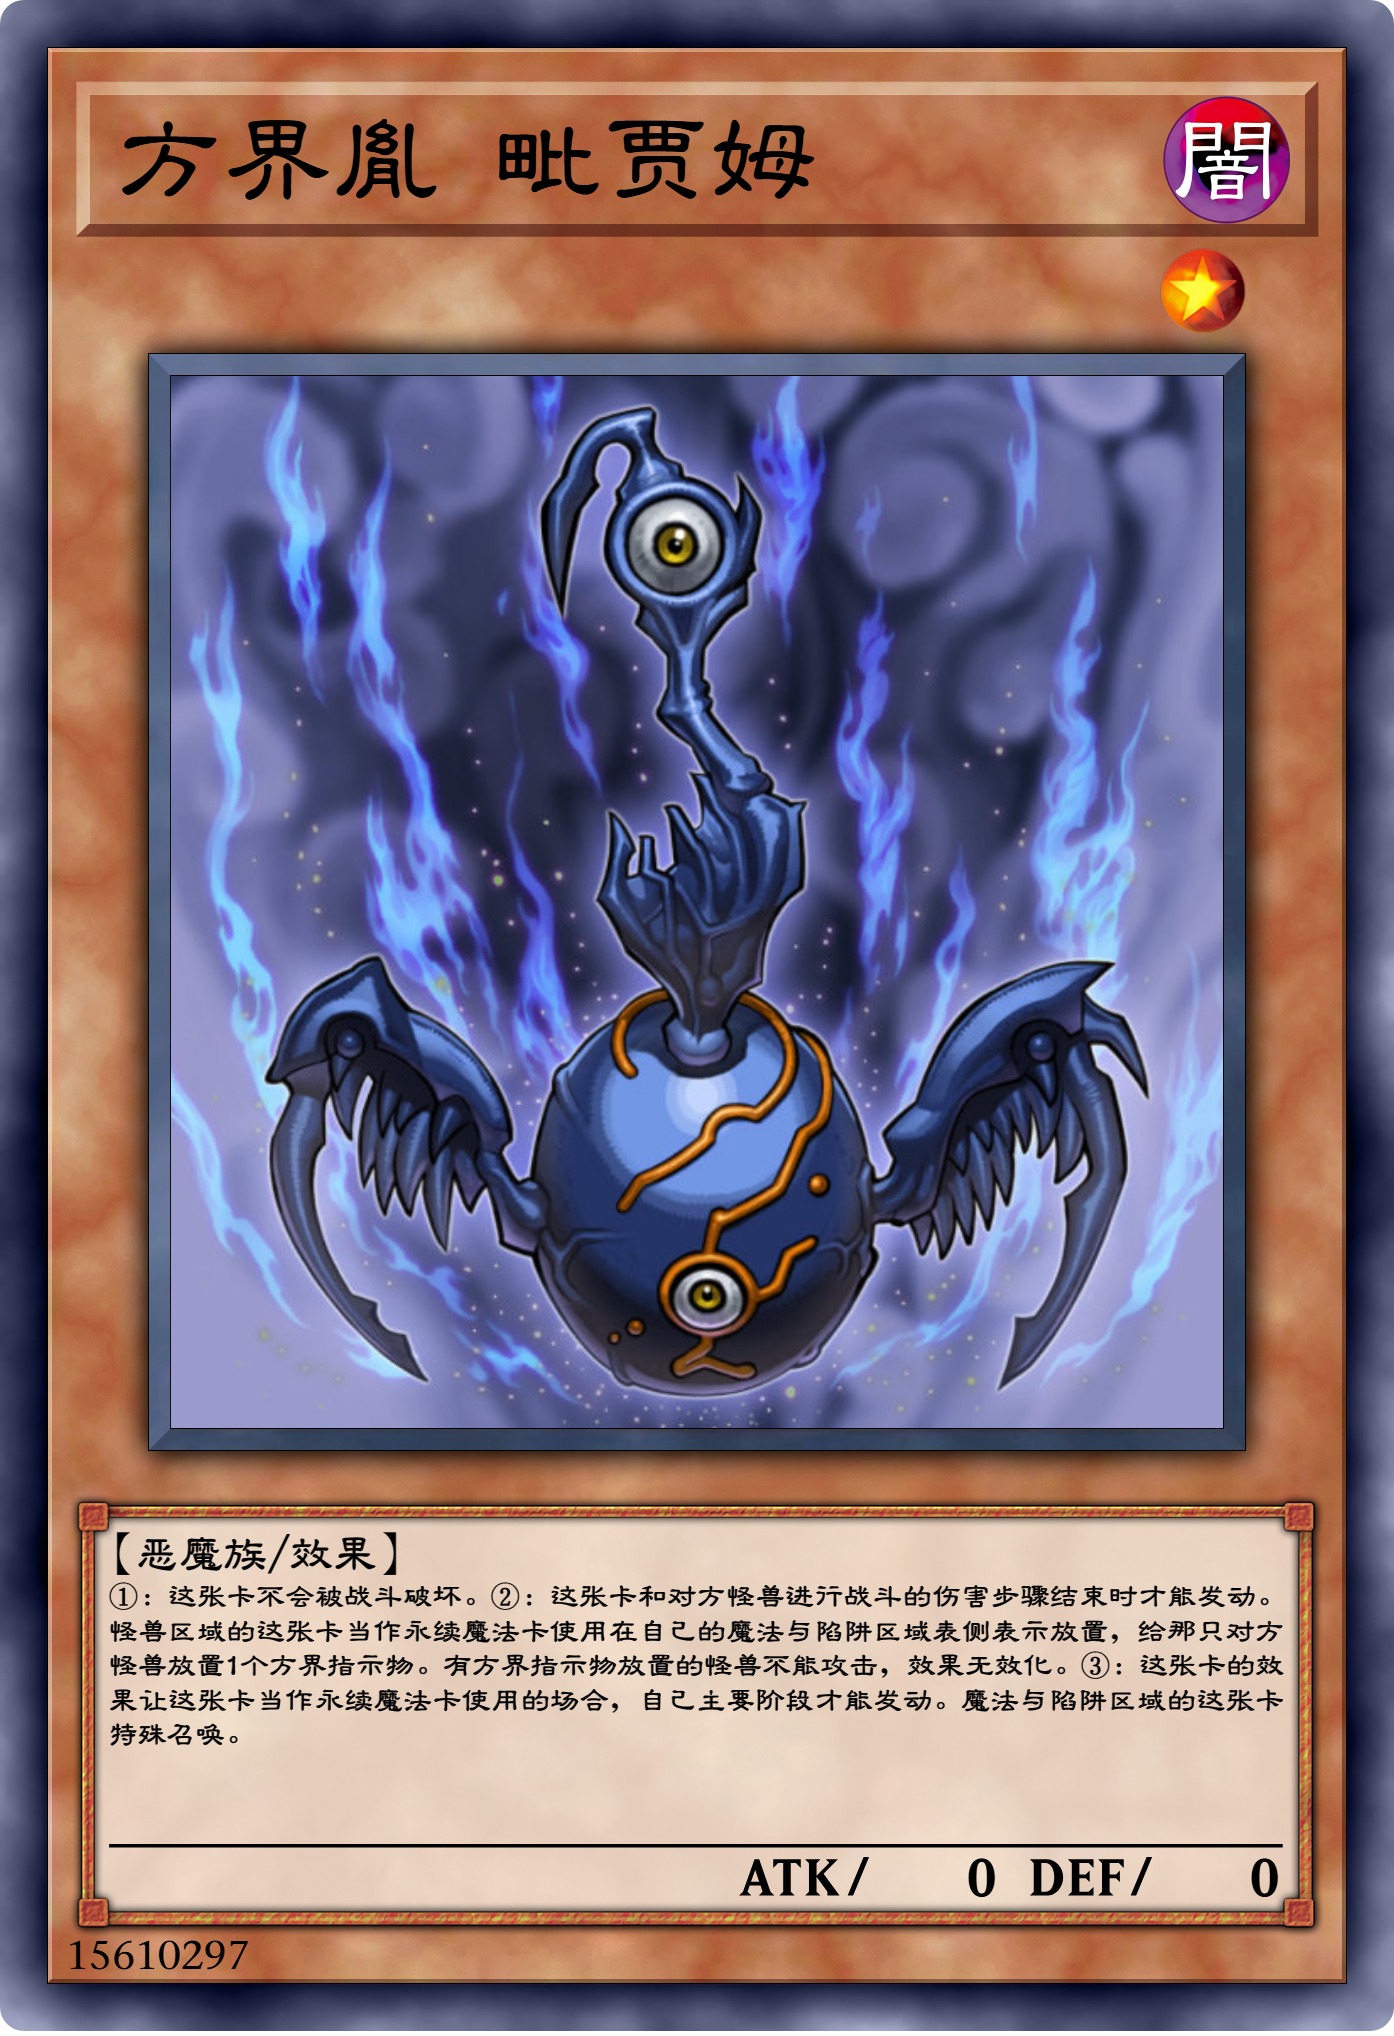 方界胤 毗贾姆
闇
【恶魔族/效果】
①：这张卡不会被战斗破坏。②：这张卡和对方怪兽进行战斗的伤害步骤结束时才能发动。
怪兽区域的这张卡当作永续魔法卡使用在自己的魔法与陷阱区域表侧表示放置，给那只对方
怪兽放置1个方界指示物。有方界指示物放置的怪兽不能攻击，效果无效化。③：这张卡的效
果让这张卡当作永续魔法卡使用的场合，自己主要阶段才能发动。魔法与陷阱区域的这张卡
特殊召唤。
ATK/ 0 DEF/ 0
15610297